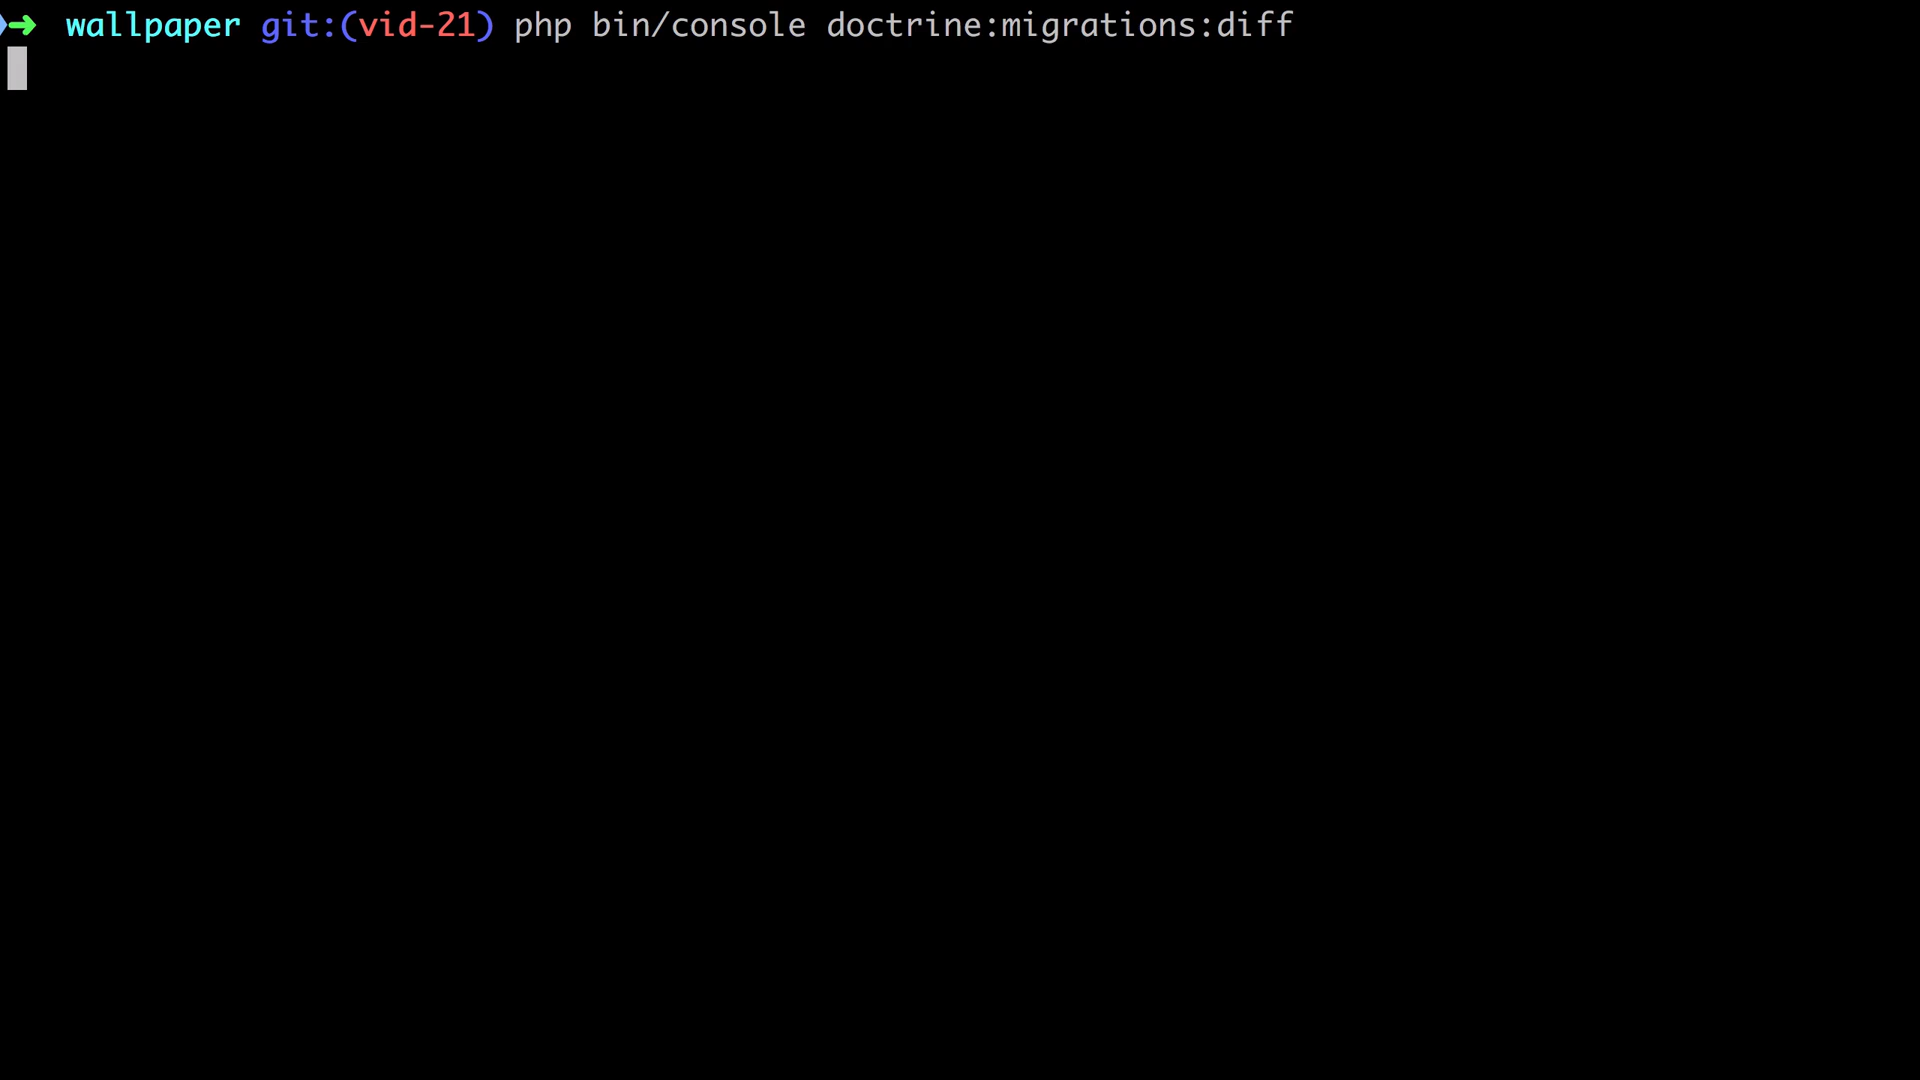 ➜ wallpaper git:(vid-21) php bin/console doctrine:migrations:diff